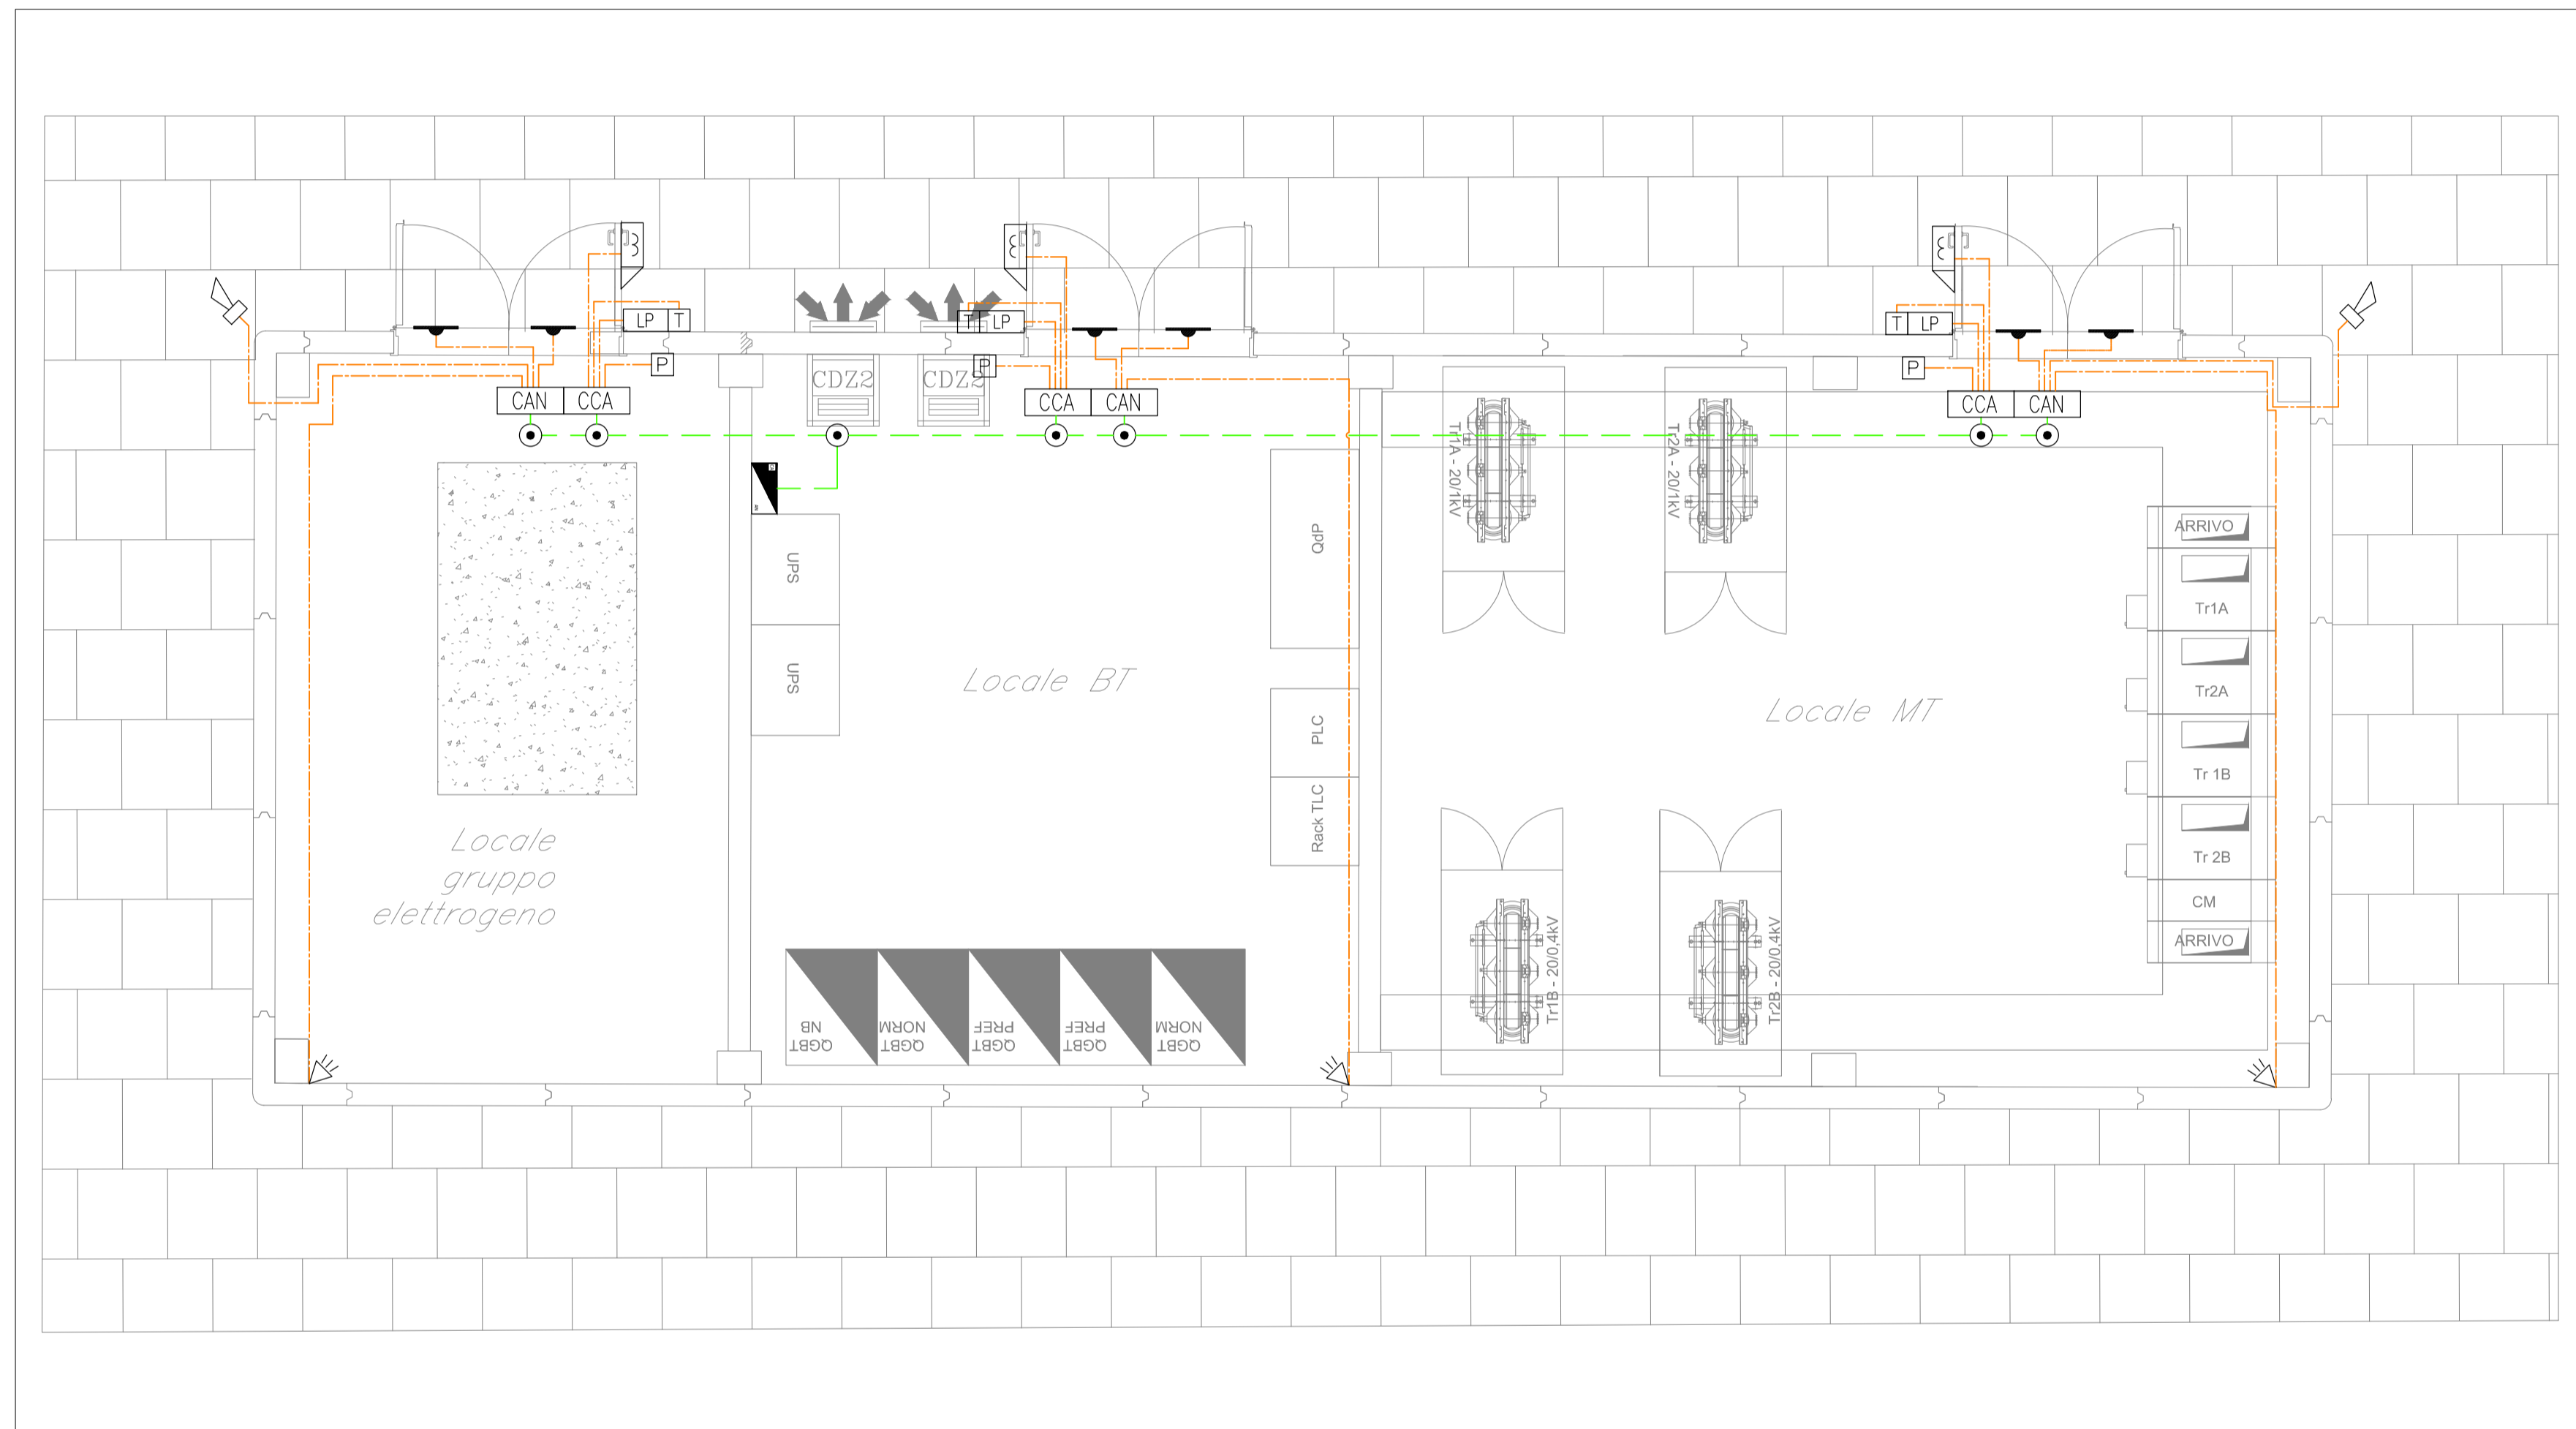 LP T
T LP
T LP
P
P
P
CDZ2
CDZ2
CAN CCA
CCA CAN
CCA CAN
Tr1A - 20/1kV
Tr2A - 20/1kV
UPS
UPS
QdP
PLC
Rack TLC
Locale BT
Locale MT
Locale
gruppo
elettrogeno
ARRIVO
Tr1A
Tr2A
Tr 1B
Tr 2B
CM
ARRIVO
QGBT
NB
QGBT
NORM
QGBT
PREF
QGBT
PREF
QGBT
NORM
Tr1B - 20/0,4kV
Tr2B - 20/0,4kV